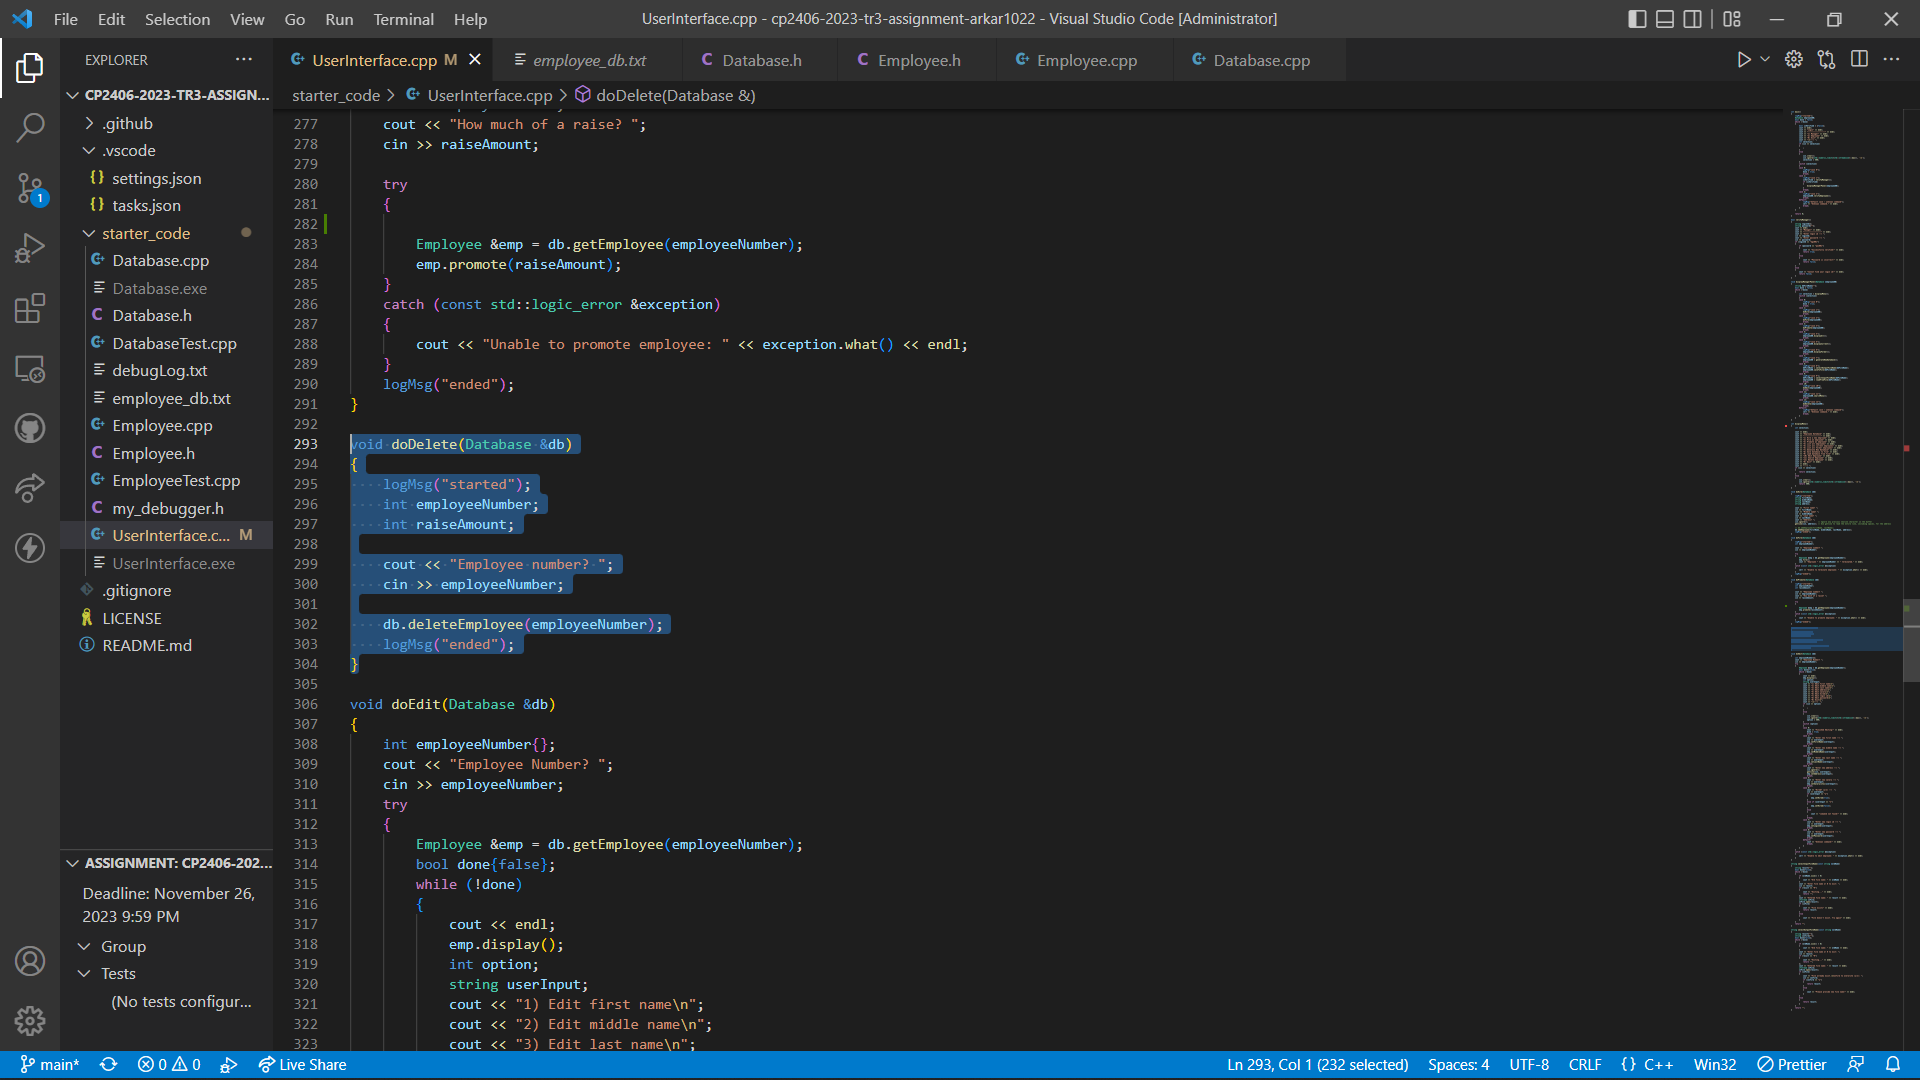 File Edit Selection View Go Run Terminal Help
UserInterface.cpp - cp2406-2023-tr3-assignment-arkar1022 - Visual Studio Code [Administrator]
EXPLORER
UserInterface.cpp M
employee_db.txt
Database.h
Employee.h
Employee.cpp
Database.cpp
starter_code > UserInterface.cpp > doDelete(Database &)
CP2406-2023-TR3-ASSIGN...
.github
.vscode
settings.json
tasks.json
starter_code
Database.cpp
Database.exe
Database.h
DatabaseTest.cpp
debugLog.txt
employee_db.txt
Employee.cpp
Employee.h
EmployeeTest.cpp
my_debugger.h
UserInterface.c... M
UserInterface.exe
.gitignore
LICENSE
README.md
1
ASSIGNMENT: CP2406-202...
Deadline: November 26,
2023 9:59 PM
Group
Tests
(No tests configur...
277 cout << "How much of a raise? ";
278 cin >> raiseAmount;
279
280 try
281 {
282
283 Employee &emp = db.getEmployee(employeeNumber);
284 emp.promote(raiseAmount);
285 }
286 catch (const std::logic_error &exception)
287 {
288 cout << "Unable to promote employee: " << exception.what() << endl;
289 }
290 logMsg("ended");
291 }
292
293 void doDelete(Database &db)
294 {
295 logMsg("started");
296 int employeeNumber;
297 int raiseAmount;
298
299 cout << "Employee number? ";
300 cin >> employeeNumber;
301
302 db.deleteEmployee(employeeNumber);
303 logMsg("ended");
304 }
305
306 void doEdit(Database &db)
307 {
308 int employeeNumber{};
309 cout << "Employee Number? ";
310 cin >> employeeNumber;
311 try
312 {
313 Employee &emp = db.getEmployee(employeeNumber);
314 bool done{false};
315 while (!done)
316 {
317 cout << endl;
318 emp.display();
319 int option;
320 string userInput;
321 cout << "1) Edit first name\n";
322 cout << "2) Edit middle name\n";
323 cout << "3) Edit last name\n";
main* 0 0 Live Share
Ln 293, Col 1 (232 selected) Spaces: 4 UTF-8 CRLF {} C++ Win32 Prettier